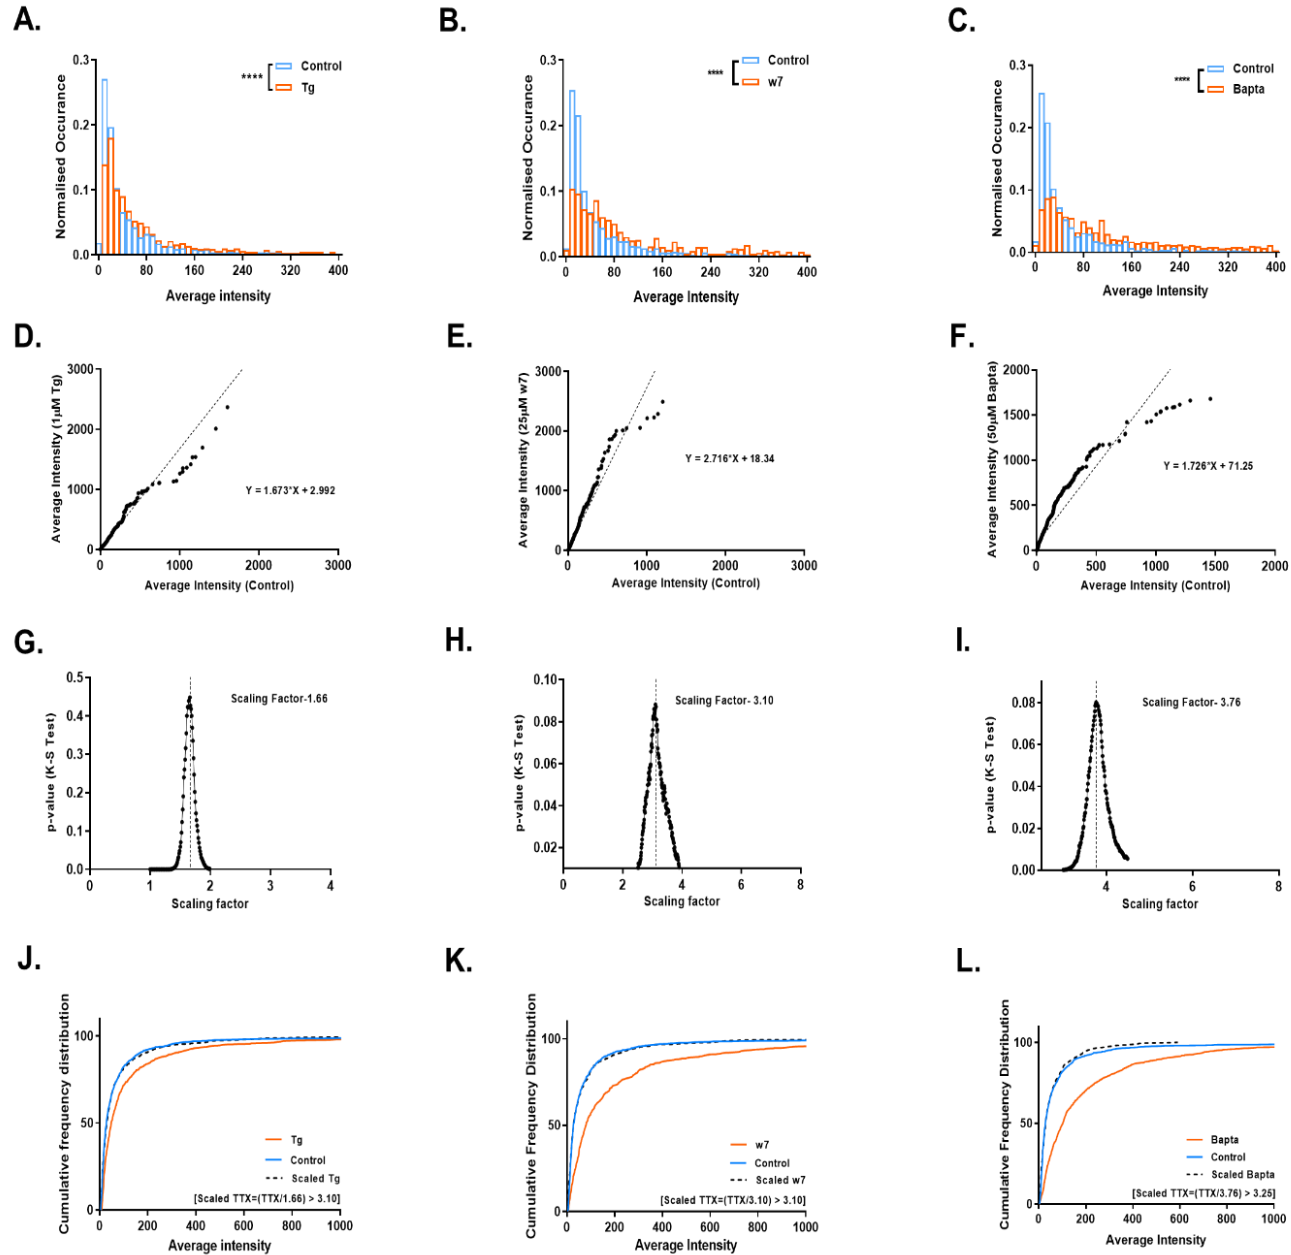 A.
B.
C.
Normalised Occurance
0.3
0.2
0.1
0.0
0
80
160
240
320
400
Average intensity
****
Control
Tg
Normalised Occurance
0.3
0.2
0.1
0.0
0
80
160
240
320
400
Average Intensity
****
Control
w7
Normalised Occurance
0.3
0.2
0.1
0.0
0
80
160
240
320
400
Average Intensity
****
Control
Bapta
D.
E.
F.
Average Intensity (1µM Tg)
3000
2000
1000
0
0
1000
2000
3000
Average Intensity (Control)
Y = 1.673*X + 2.992
Average Intensity (25µM w7)
3000
2000
1000
0
0
1000
2000
3000
Average Intensity (Control)
Y = 2.716*X + 18.34
Average Intensity (50µM Bapta)
2000
1500
1000
500
0
0
500
1000
1500
2000
Average Intensity (Control)
Y = 1.726*X + 71.25
G.
H.
I.
p-value (K-S Test)
0.5
0.4
0.3
0.2
0.1
0.0
0
1
2
3
4
Scaling factor
Scaling Factor-1.66
p-value (K-S Test)
0.10
0.08
0.06
0.04
0.02
0
2
4
6
8
Scaling factor
Scaling Factor- 3.10
p-value (K-S Test)
0.08
0.06
0.04
0.02
0.00
4
6
8
Scaling factor
Scaling Factor- 3.76
J.
K.
L.
Cumulative frequency distribution
100
50
0
0
200
400
600
800
1000
Average intensity
Tg
Control
Scaled Tg
[Scaled TTX=(TTX/1.66) > 3.10]
Cumulative Frequency Distribution
100
50
0
0
200
400
600
800
1000
Average Intensity
w7
Control
Scaled w7
[Scaled TTX=(TTX/3.10) > 3.10]
Cumulative Frequency Distribution
100
50
0
0
200
400
600
800
1000
Average Intensity
Bapta
Control
Scaled Bapta
[Scaled TTX=(TTX/3.76) > 3.25]